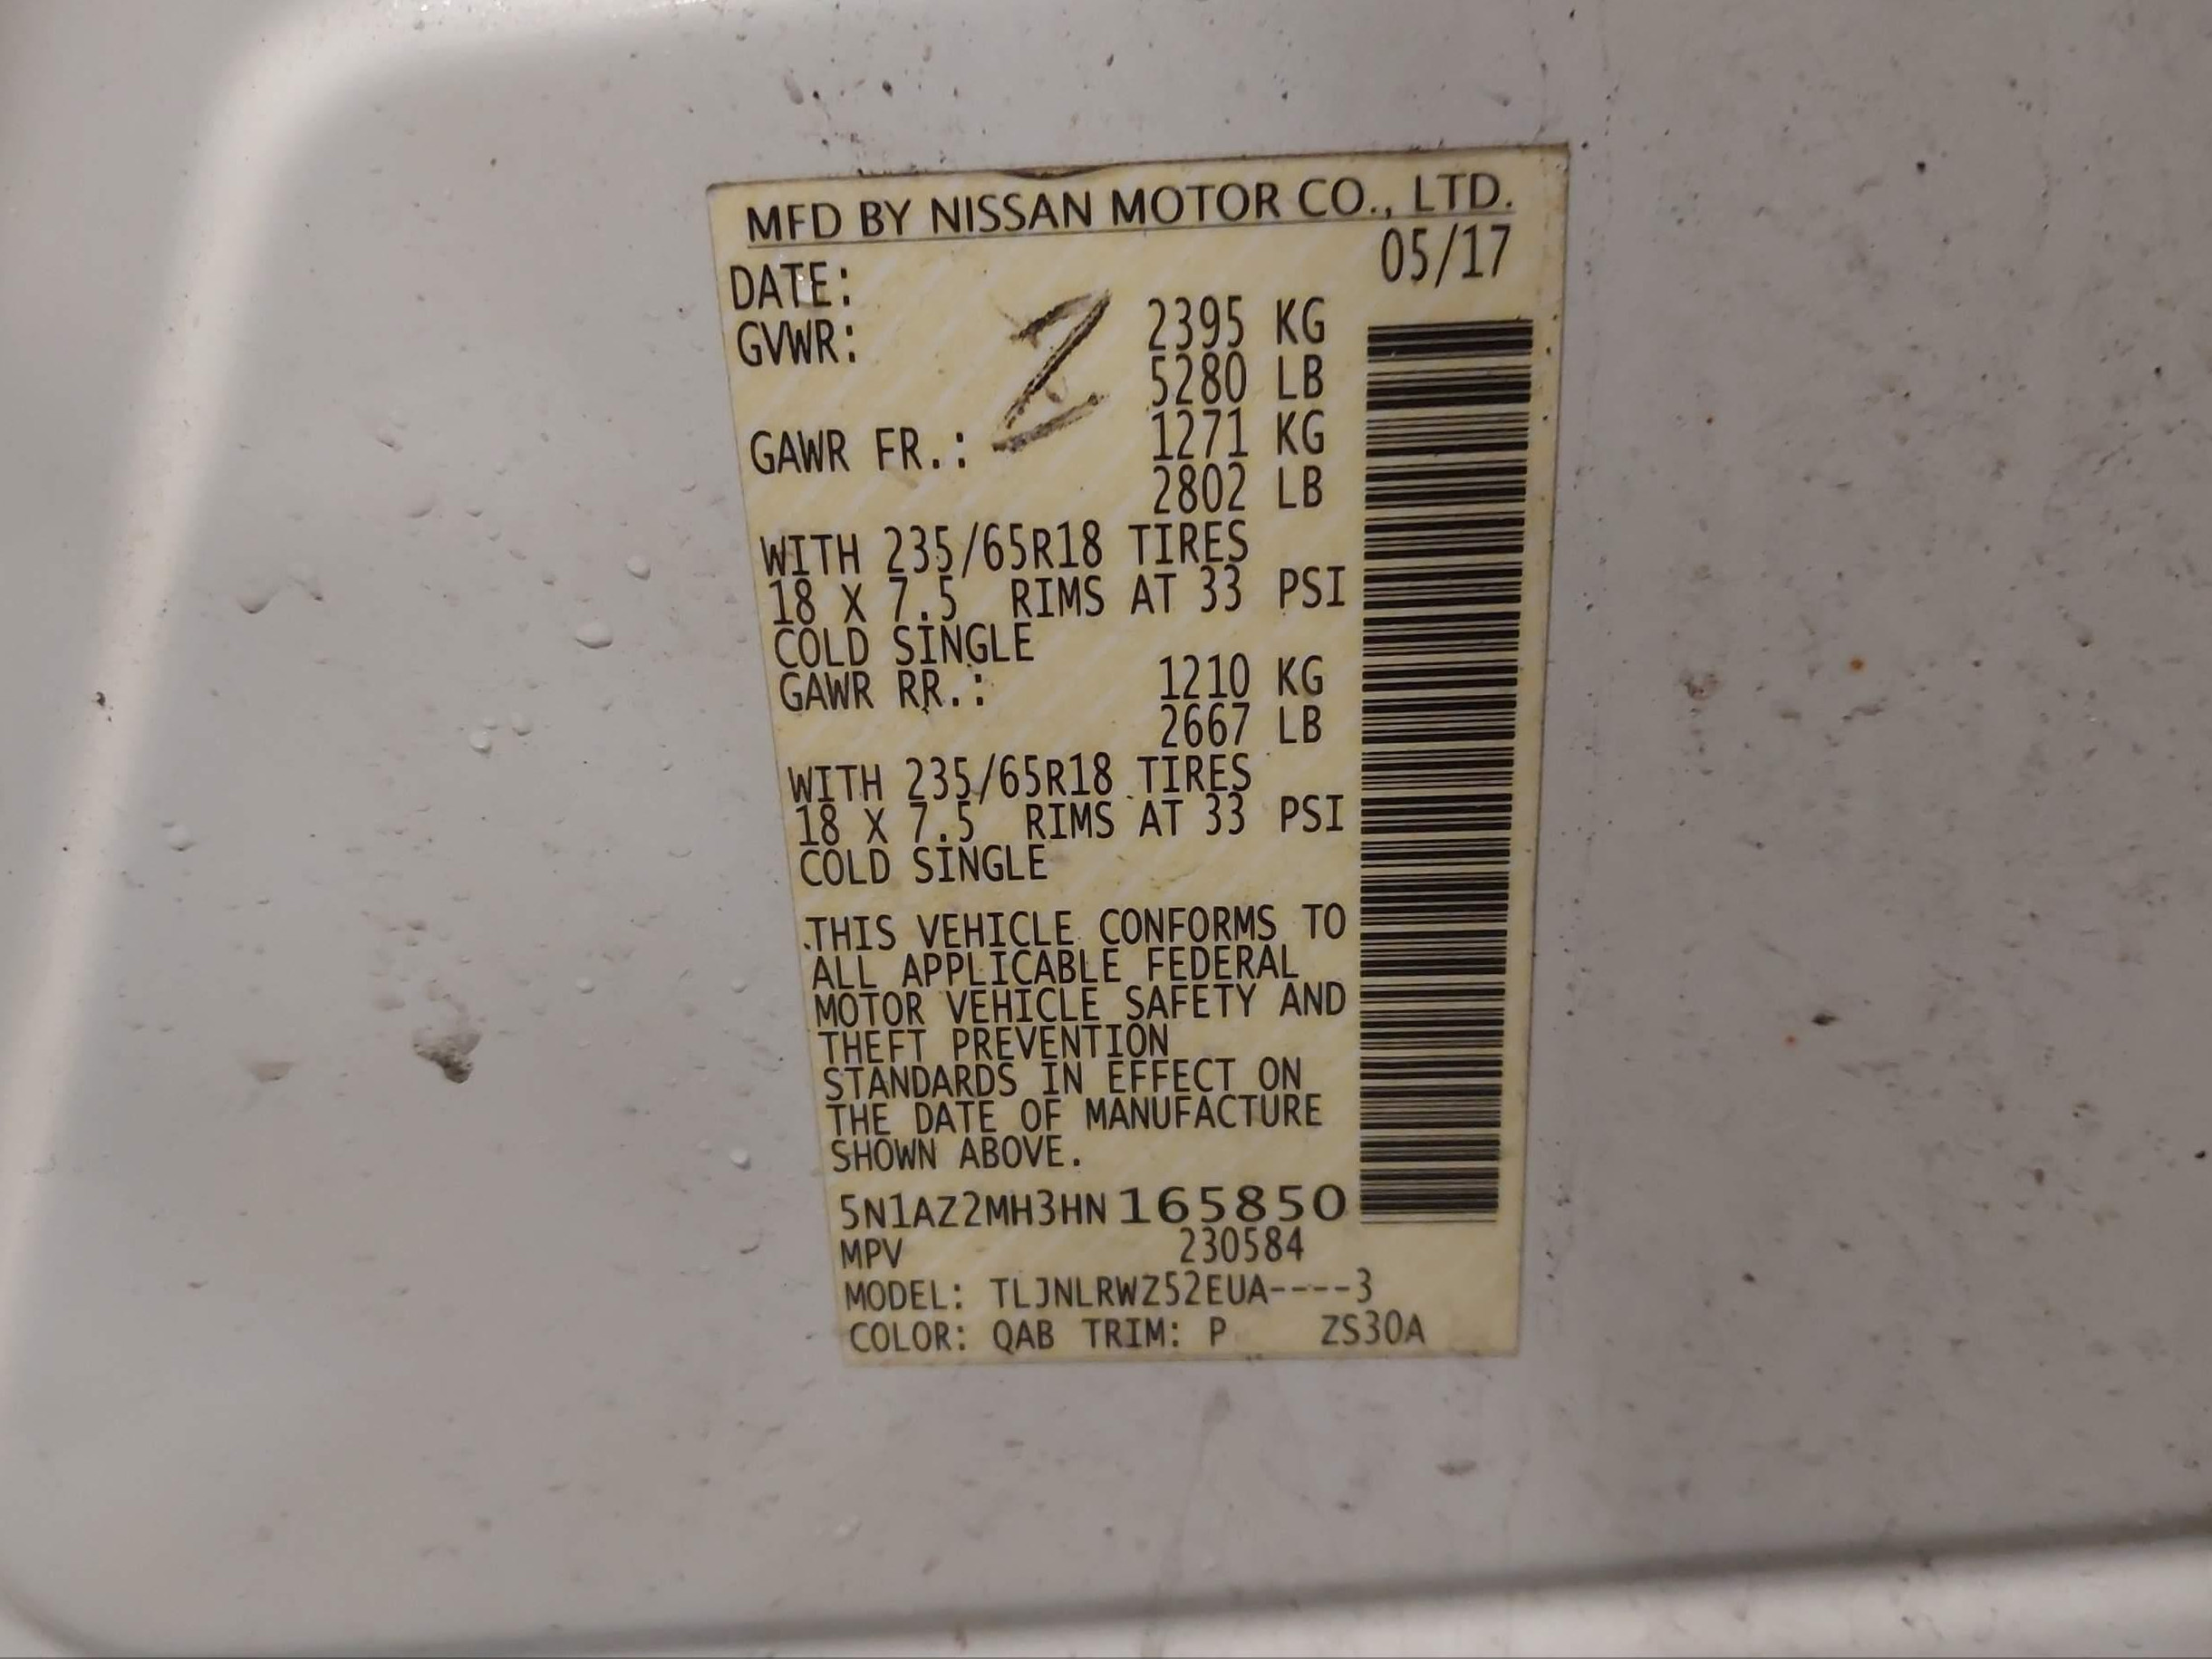 MFD BY NISSAN MOTOR CO., LTD.
DATE: 05/17
GVWR: 2395 KG
5280 LB
Z
GAWR FR.: 1271 KG
2802 LB
WITH 235/65R18 TIRES
18 X 7.5 RIMS AT 33 PSI
COLD SINGLE
GAWR RR.: 1210 KG
2667 LB
WITH 235/65R18 TIRES
18 X 7.5 RIMS AT 33 PSI
COLD SINGLE
THIS VEHICLE CONFORMS TO
ALL APPLICABLE FEDERAL
MOTOR VEHICLE SAFETY AND
THEFT PREVENTION
STANDARDS IN EFFECT ON
THE DATE OF MANUFACTURE
SHOWN ABOVE.
5N1AZ2MH3HN165850
MPV 230584
MODEL: TLJNLRWZ52EUA----3
COLOR: QAB TRIM: P ZS30A